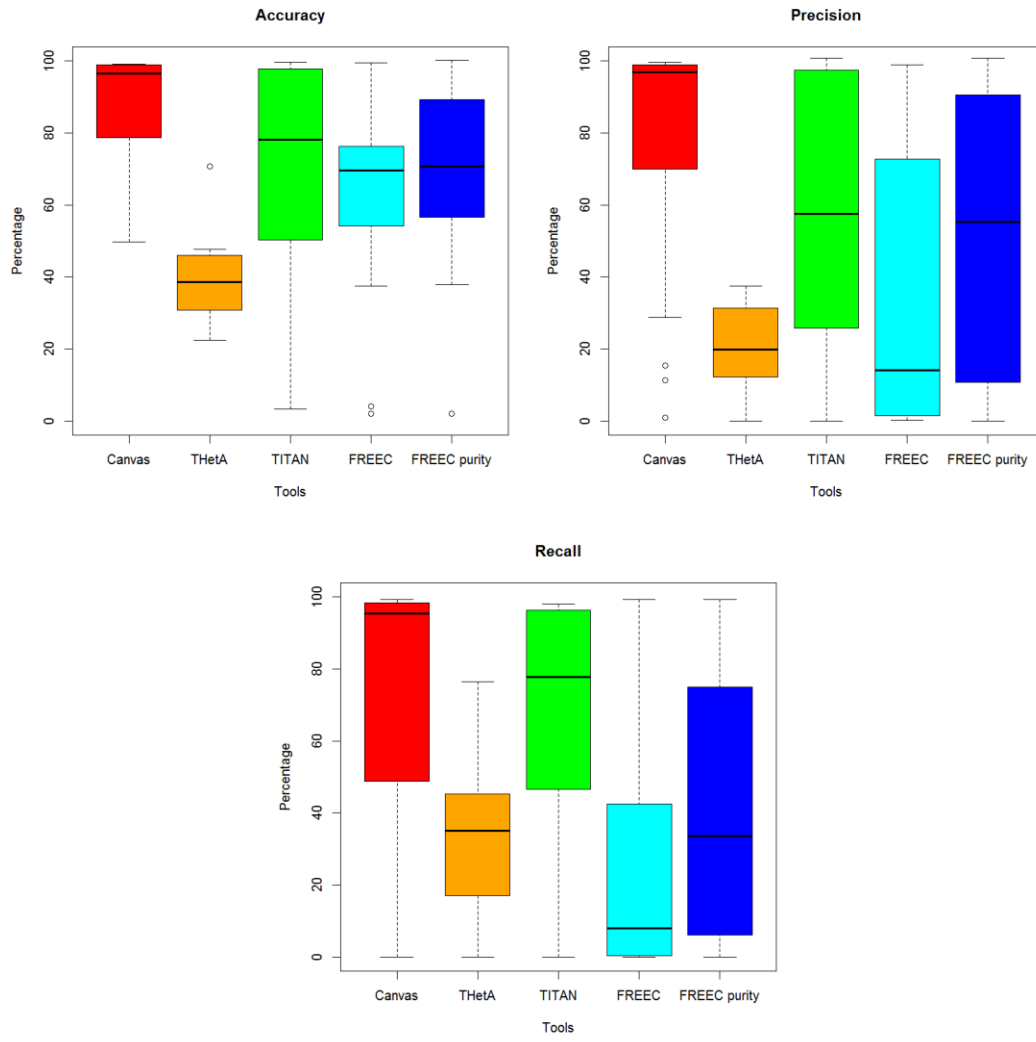 Accuracy
Percentage
100
80
60
40
20
0
Canvas THetA TITAN FREEC FREEC purity
Tools
Precision
Percentage
100
80
60
40
20
0
Canvas THetA TITAN FREEC FREEC purity
Tools
Recall
Percentage
100
80
60
40
20
0
Canvas THetA TITAN FREEC FREEC purity
Tools